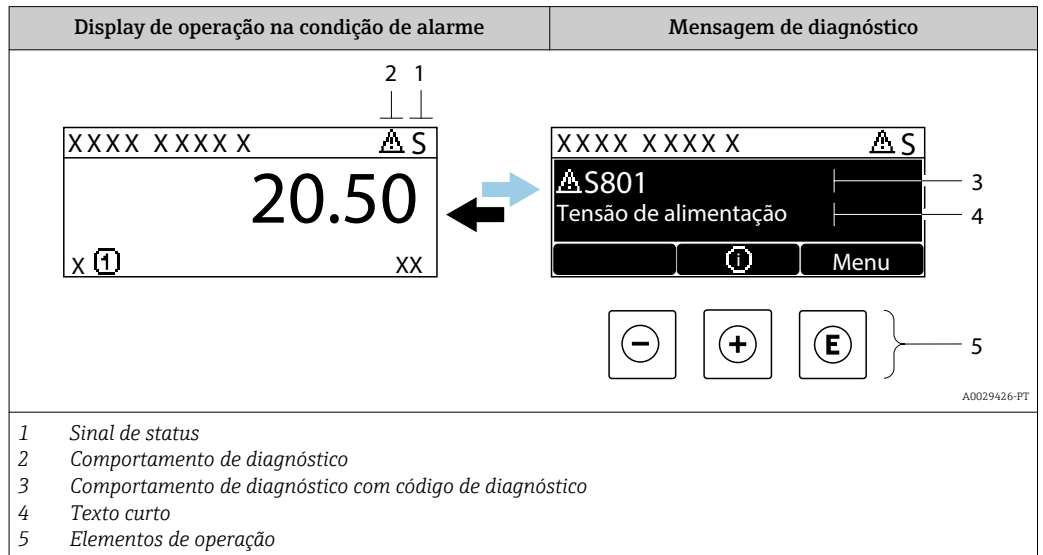 Display de operação na condição de alarme
Mensagem de diagnóstico
2 1
XXXX XXXX X S
20.50
X 1 XX
XXXX XXXX X S
S801
3
Tensão de alimentação
4
i Menu
- + E
5
A0029426-PT
1 Sinal de status
2 Comportamento de diagnóstico
3 Comportamento de diagnóstico com código de diagnóstico
4 Texto curto
5 Elementos de operação